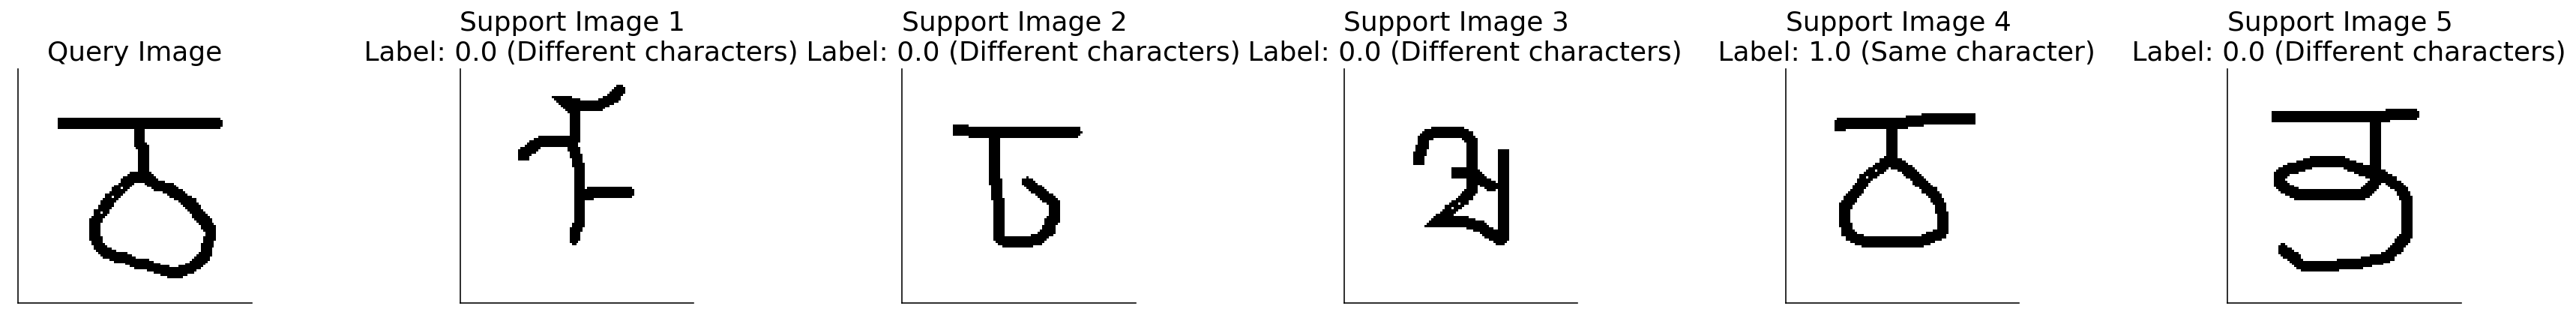 Query Image
Support Image 1
Label: 0.0 (Different characters)
Support Image 2
Label: 0.0 (Different characters)
Support Image 3
Label: 0.0 (Different characters)
Support Image 4
Label: 1.0 (Same character)
Support Image 5
Label: 0.0 (Different characters)